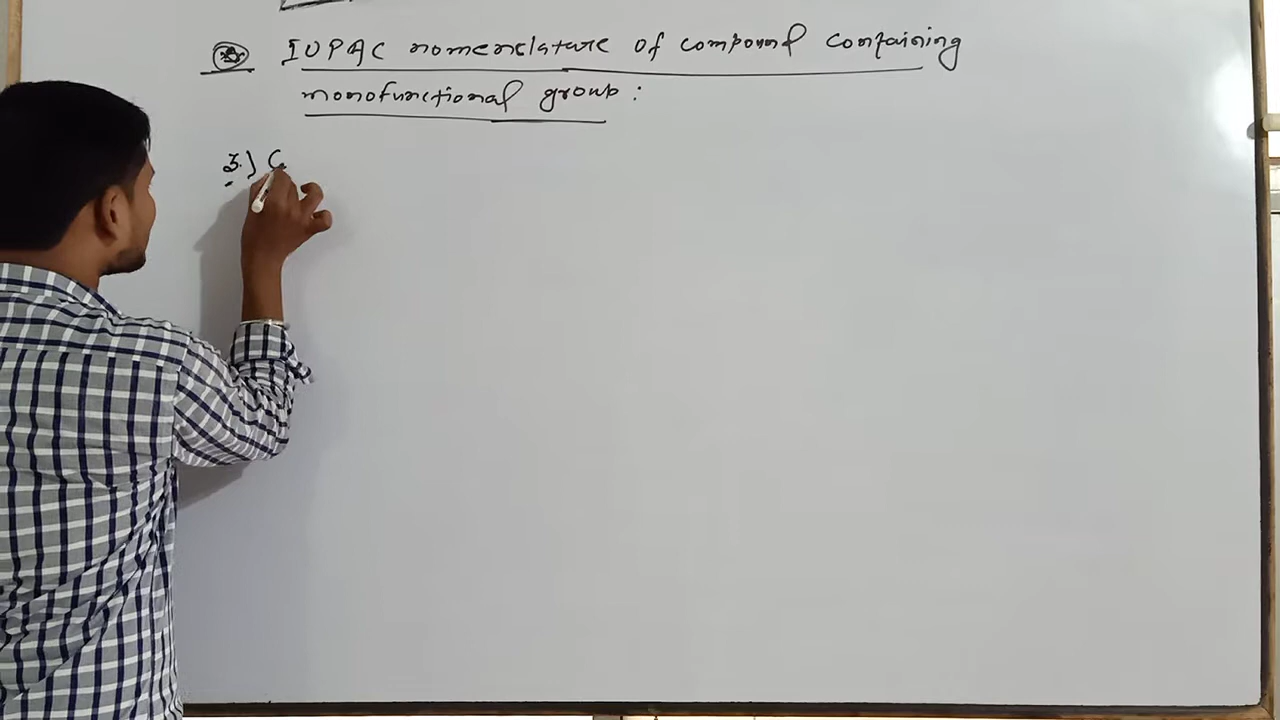 IUPAC nomenclature of compound containing
monofunctional group :
3.) C